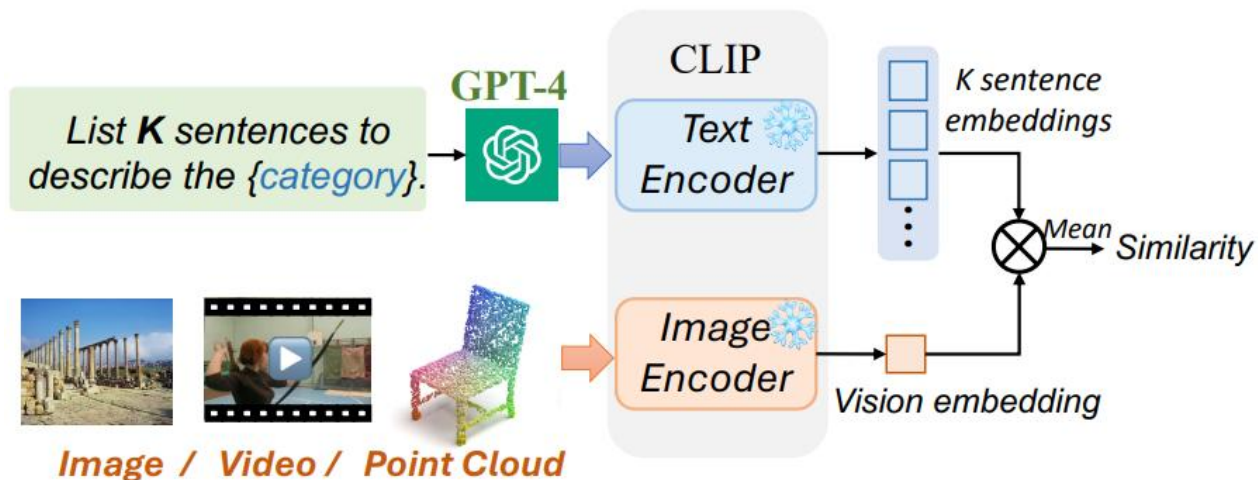 List K sentences to
describe the {category}.
GPT-4
CLIP
Text
Encoder
K sentence
embeddings
Mean
Similarity
Image
Encoder
Vision embedding
Image / Video / Point Cloud